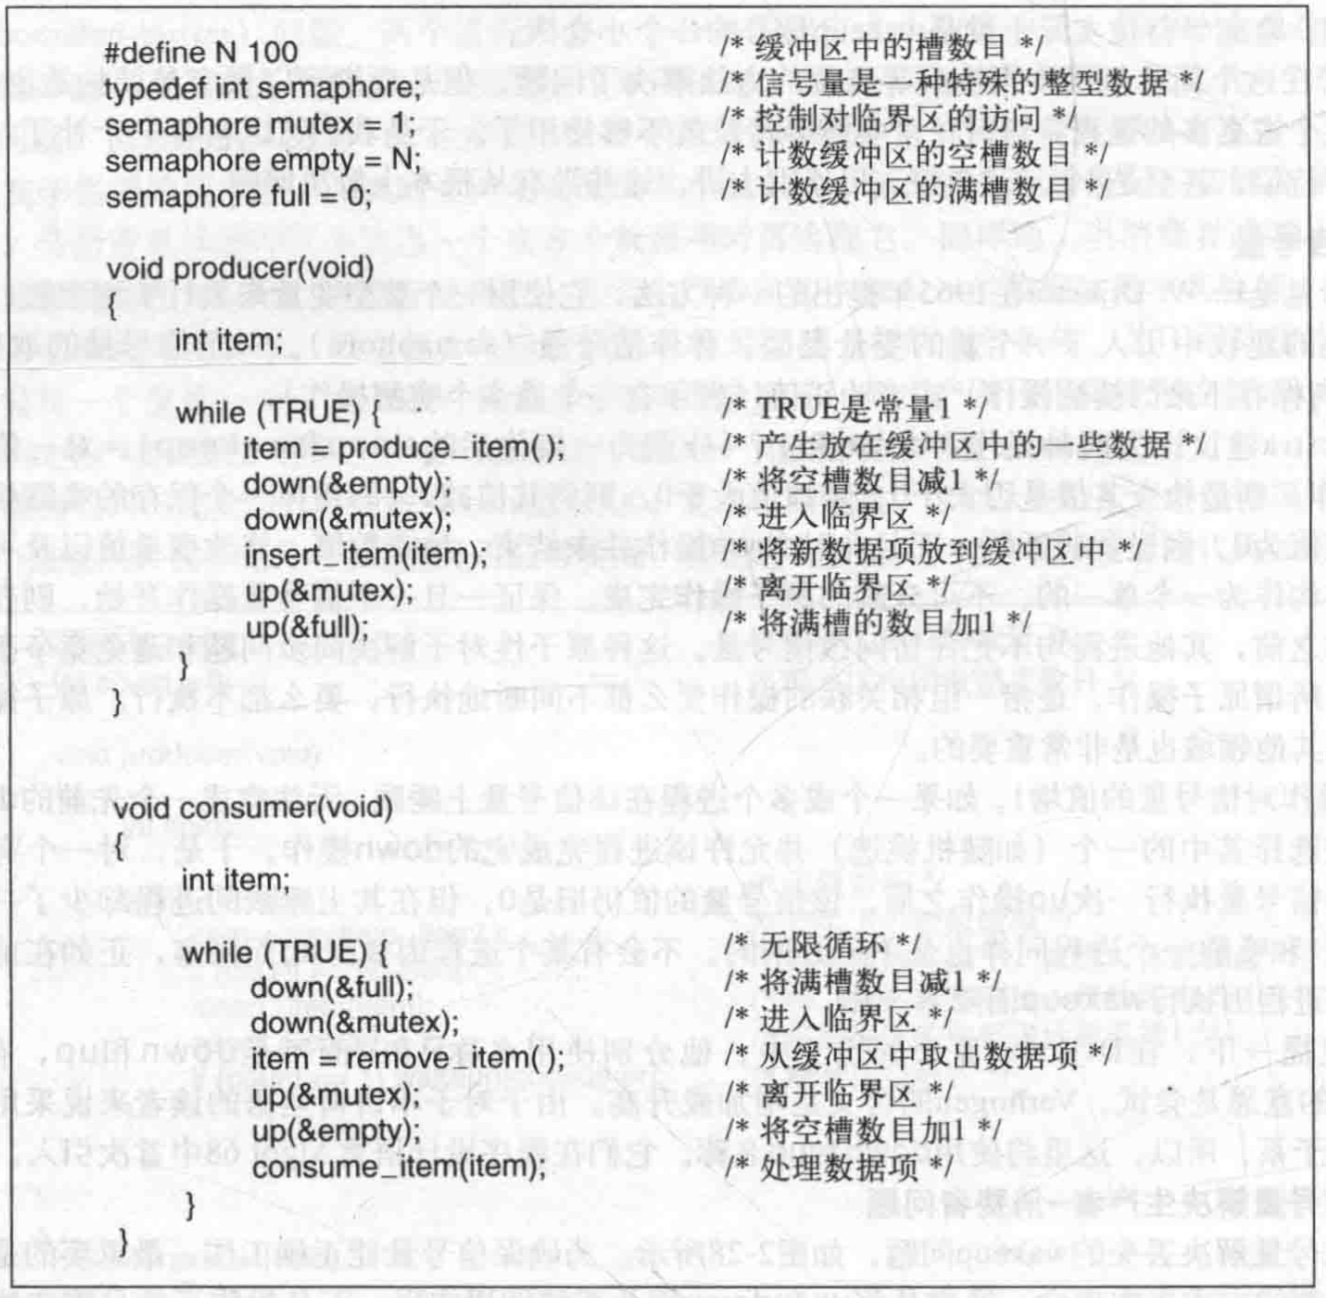 #define N 100 /* 缓冲区中的槽数目 */
typedef int semaphore; /* 信号量是一种特殊的整型数据 */
semaphore mutex = 1; /* 控制对临界区的访问 */
semaphore empty = N; /* 计数缓冲区的空槽数目 */
semaphore full = 0; /* 计数缓冲区的满槽数目 */
void producer(void)
{
int item;
while (TRUE) { /* TRUE是常量1 */
item = produce_item(); /* 产生放在缓冲区中的一些数据 */
down(&empty); /* 将空槽数目减1 */
down(&mutex); /* 进入临界区 */
insert_item(item); /* 将新数据项放到缓冲区中 */
up(&mutex); /* 离开临界区 */
up(&full); /* 将满槽的数目加1 */
}
}
void consumer(void)
{
int item;
while (TRUE) { /* 无限循环 */
down(&full); /* 将满槽数目减1 */
down(&mutex); /* 进入临界区 */
item = remove_item(); /* 从缓冲区中取出数据项 */
up(&mutex); /* 离开临界区 */
up(&empty); /* 将空槽数目加1 */
consume_item(item); /* 处理数据项 */
}
}